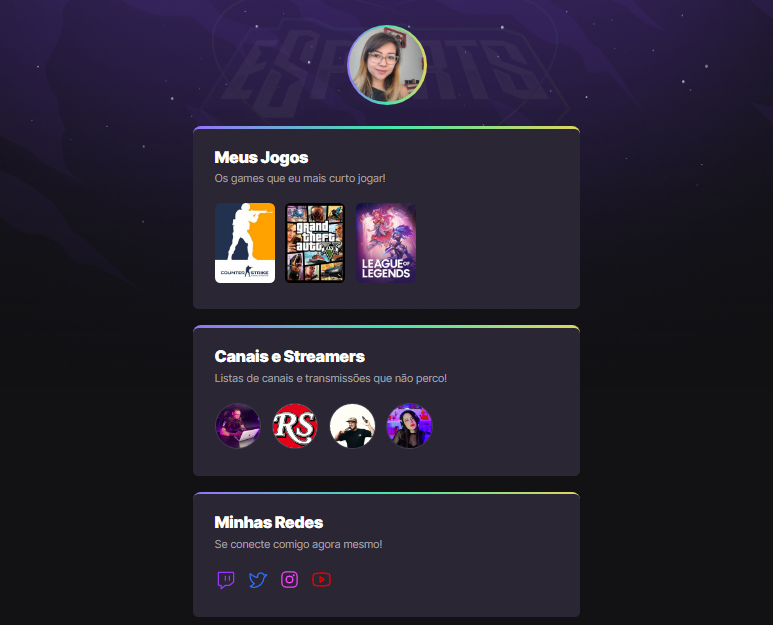 ESPORTS
Meus Jogos
Os games que eu mais curto jogar!
COUNTER STRIKE
grand
theft
auto
V
LEAGUE OF
LEGENDS
Canais e Streamers
Listas de canais e transmissões que não perco!
RS
Minhas Redes
Se conecte comigo agora mesmo!